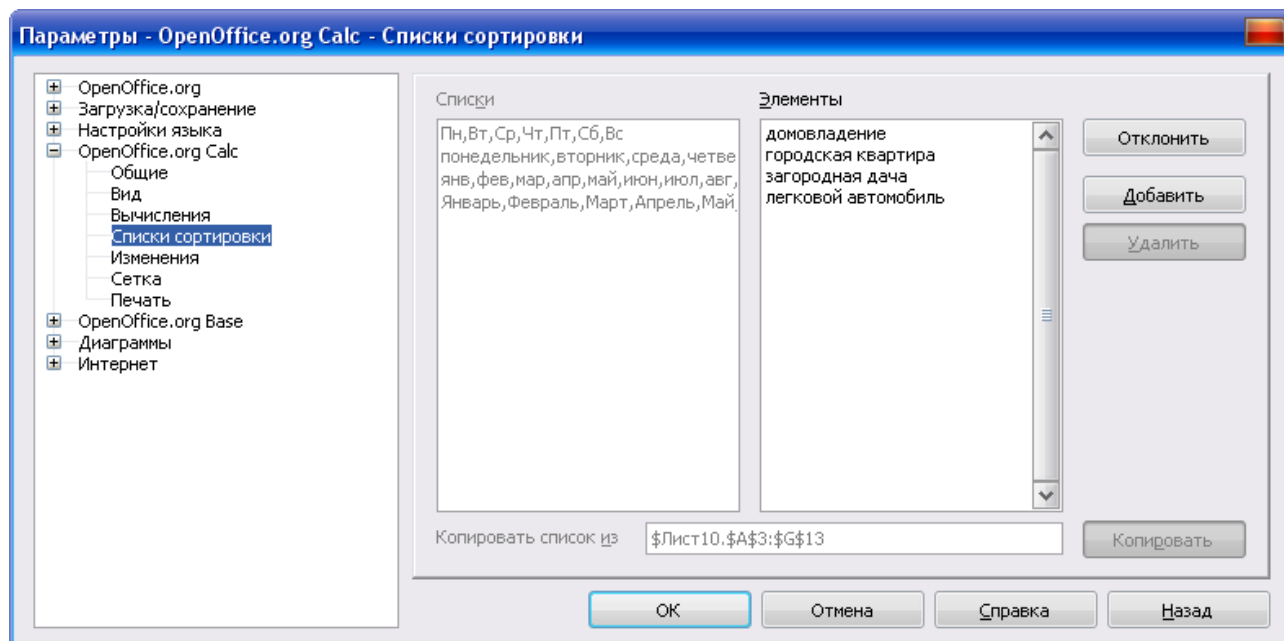 Параметры - OpenOffice.org Calc - Списки сортировки
OpenOffice.org
Загрузка/сохранение
Настройки языка
OpenOffice.org Calc
Общие
Вид
Вычисления
Списки сортировки
Изменения
Сетка
Печать
OpenOffice.org Base
Диаграммы
Интернет
Списки
Пн,Вт,Ср,Чт,Пт,Сб,Вс
понедельник,вторник,среда,четве
янв,фев,мар,апр,май,июн,июл,авг,
Январь,Февраль,Март,Апрель,Май,
Элементы
домовладение
городская квартира
загородная дача
легковой автомобиль
Отклонить
Добавить
Удалить
Копировать список из
$Лист10.$A$3:$G$13
Копировать
ОК
Отмена
Справка
Назад